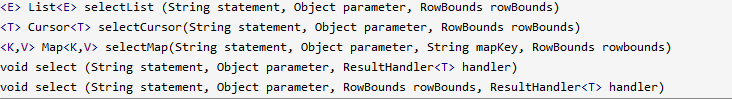 <E> List<E> selectList (String statement, Object parameter, RowBounds rowBounds)
<T> Cursor<T> selectCursor(String statement, Object parameter, RowBounds rowBounds)
<K,V> Map<K,V> selectMap(String statement, Object parameter, String mapKey, RowBounds rowbounds)
void select (String statement, Object parameter, ResultHandler<T> handler)
void select (String statement, Object parameter, RowBounds rowBounds, ResultHandler<T> handler)